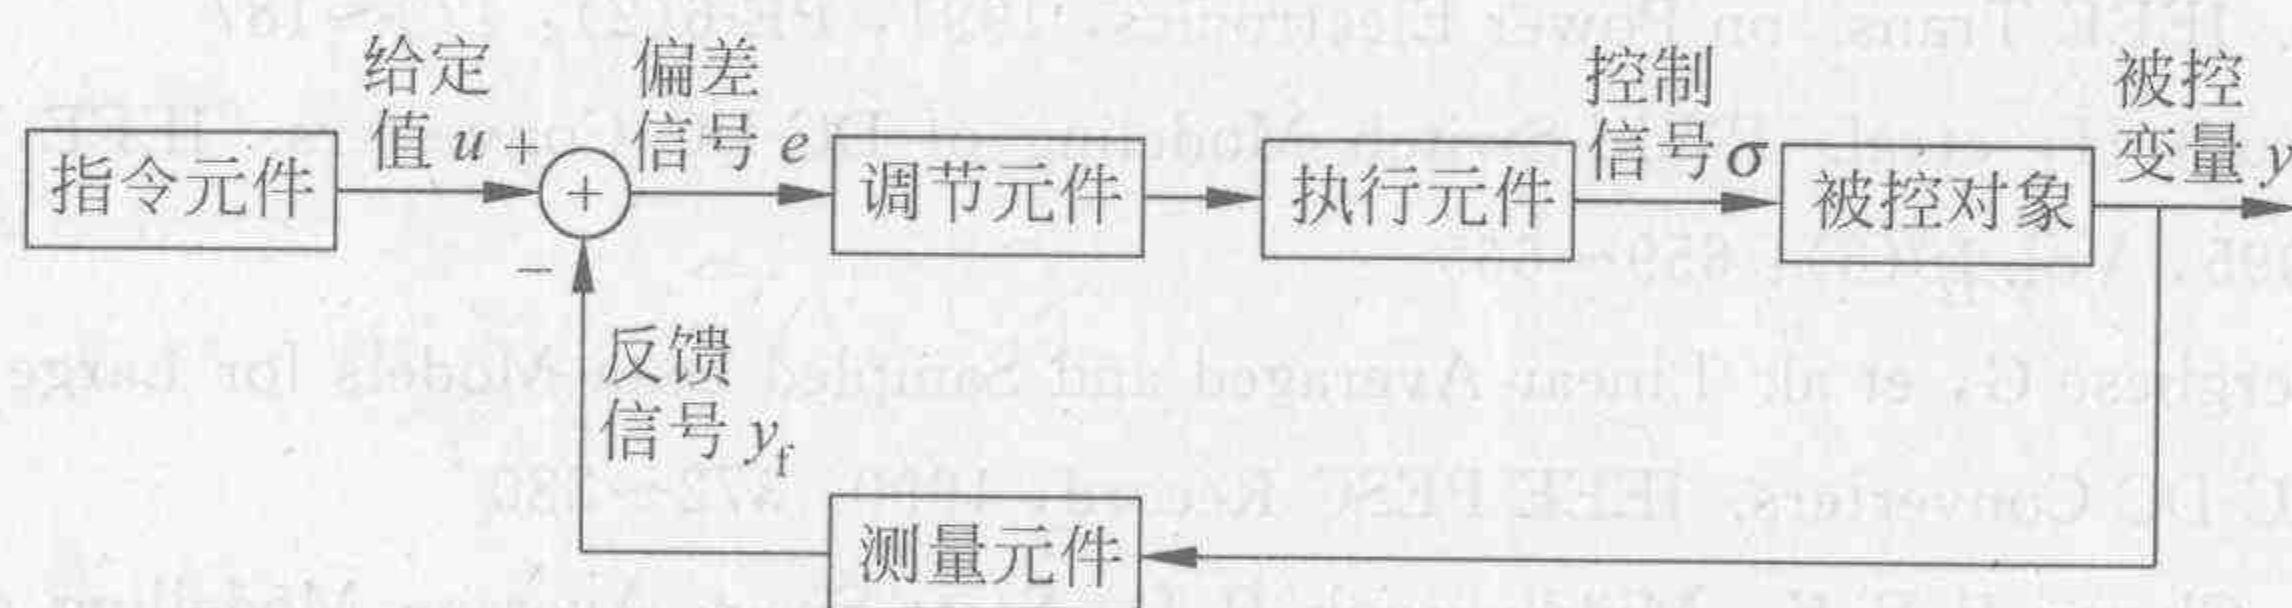 给定
值 u +
偏差
信号 e
控制
信号 σ
被控
变量 y
指令元件
+
调节元件
执行元件
被控对象
−
反馈
信号 y_f
测量元件